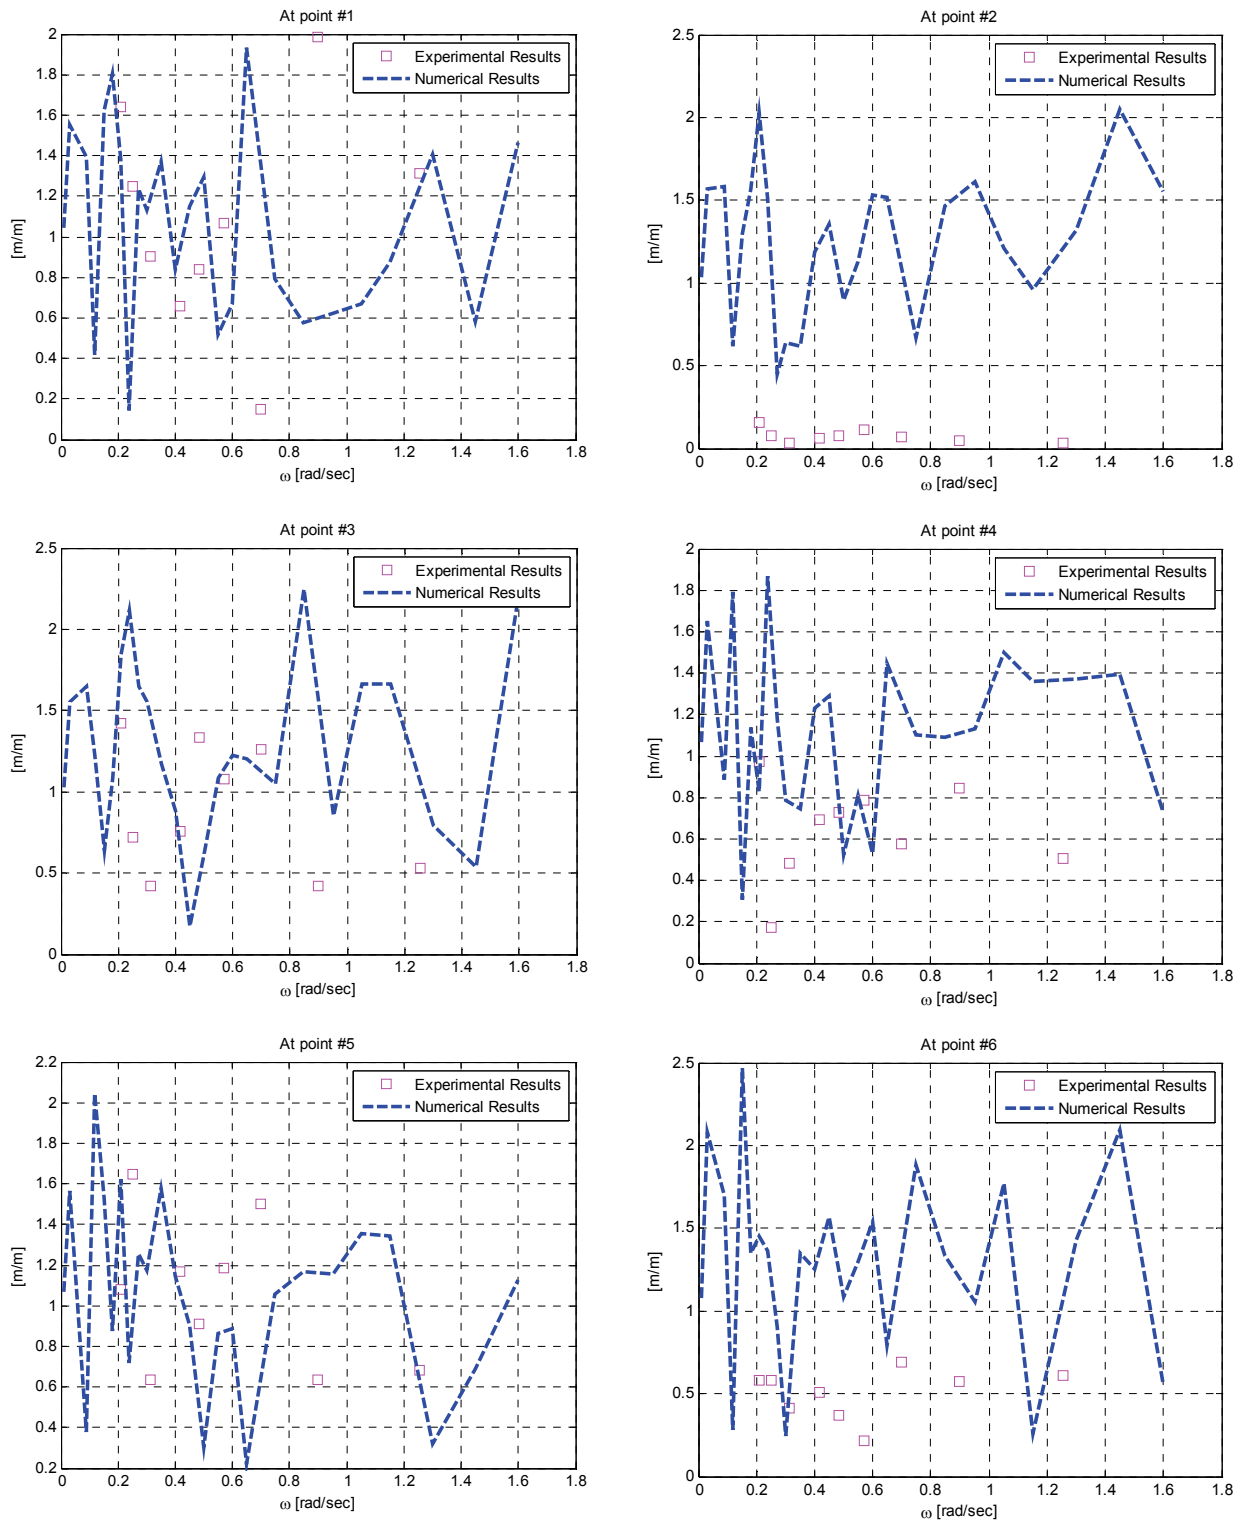 At point #1
2
1.8
1.6
1.4
1.2
1
0.8
0.6
0.4
0.2
0
[m/m]
Experimental Results
Numerical Results
0 0.2 0.4 0.6 0.8 1 1.2 1.4 1.6 1.8
ω [rad/sec]
At point #2
2.5
2
1.5
1
0.5
0
[m/m]
Experimental Results
Numerical Results
0 0.2 0.4 0.6 0.8 1 1.2 1.4 1.6 1.8
ω [rad/sec]
At point #3
2.5
2
1.5
1
0.5
0
[m/m]
Experimental Results
Numerical Results
0 0.2 0.4 0.6 0.8 1 1.2 1.4 1.6 1.8
ω [rad/sec]
At point #4
2
1.8
1.6
1.4
1.2
1
0.8
0.6
0.4
0.2
0
[m/m]
Experimental Results
Numerical Results
0 0.2 0.4 0.6 0.8 1 1.2 1.4 1.6 1.8
ω [rad/sec]
At point #5
2.2
2
1.8
1.6
1.4
1.2
1
0.8
0.6
0.4
0.2
[m/m]
Experimental Results
Numerical Results
0 0.2 0.4 0.6 0.8 1 1.2 1.4 1.6 1.8
ω [rad/sec]
At point #6
2.5
2
1.5
1
0.5
0
[m/m]
Experimental Results
Numerical Results
0 0.2 0.4 0.6 0.8 1 1.2 1.4 1.6 1.8
ω [rad/sec]